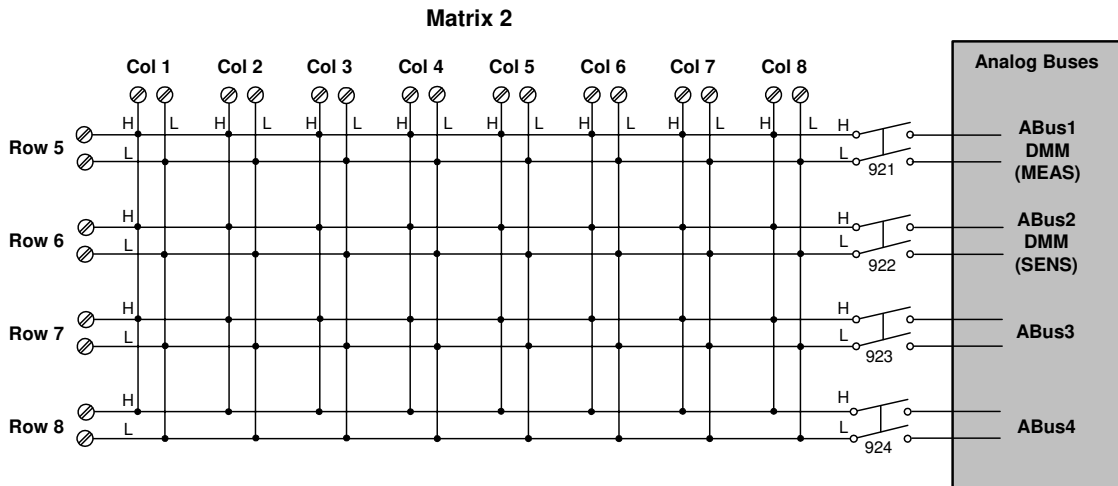 Matrix 2
Col 1 Col 2 Col 3 Col 4 Col 5 Col 6 Col 7 Col 8
Analog Buses
H L H L H L H L H L H L H L H L
Row 5
L
H
L
921
ABus1
DMM
(MEAS)
Row 6
H
L
H
L
922
ABus2
DMM
(SENS)
Row 7
H
L
H
L
923
ABus3
Row 8
H
L
H
L
924
ABus4